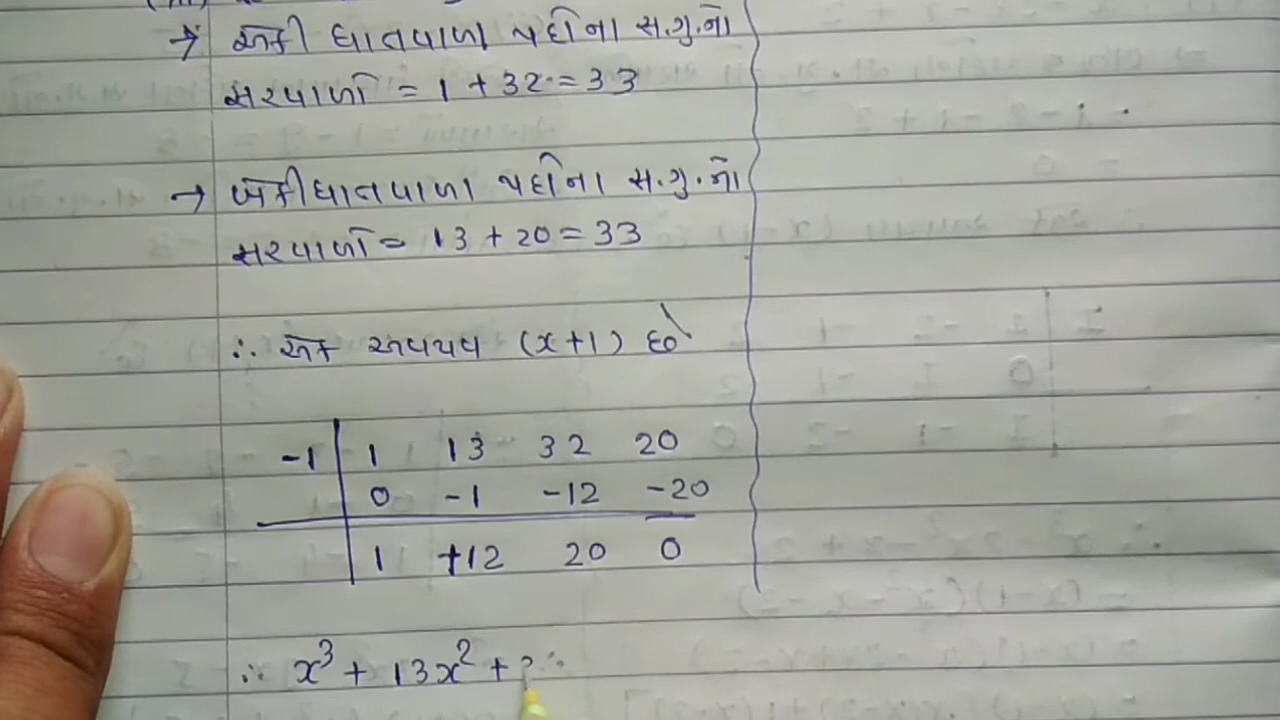 → એકી ઘાતવાળા પદોના સ.ગુ.નો
સરવાળો = 1 + 32 = 33
→ બેકીઘાતવાળા પદોના સ.ગુ.નો
સરવાળો = 13 + 20 = 33
∴ એક અવયવ (x+1) છે
-1 | 1 13 32 20
0 -1 -12 -20
1 +12 20 0
∴ x³ + 13x² +